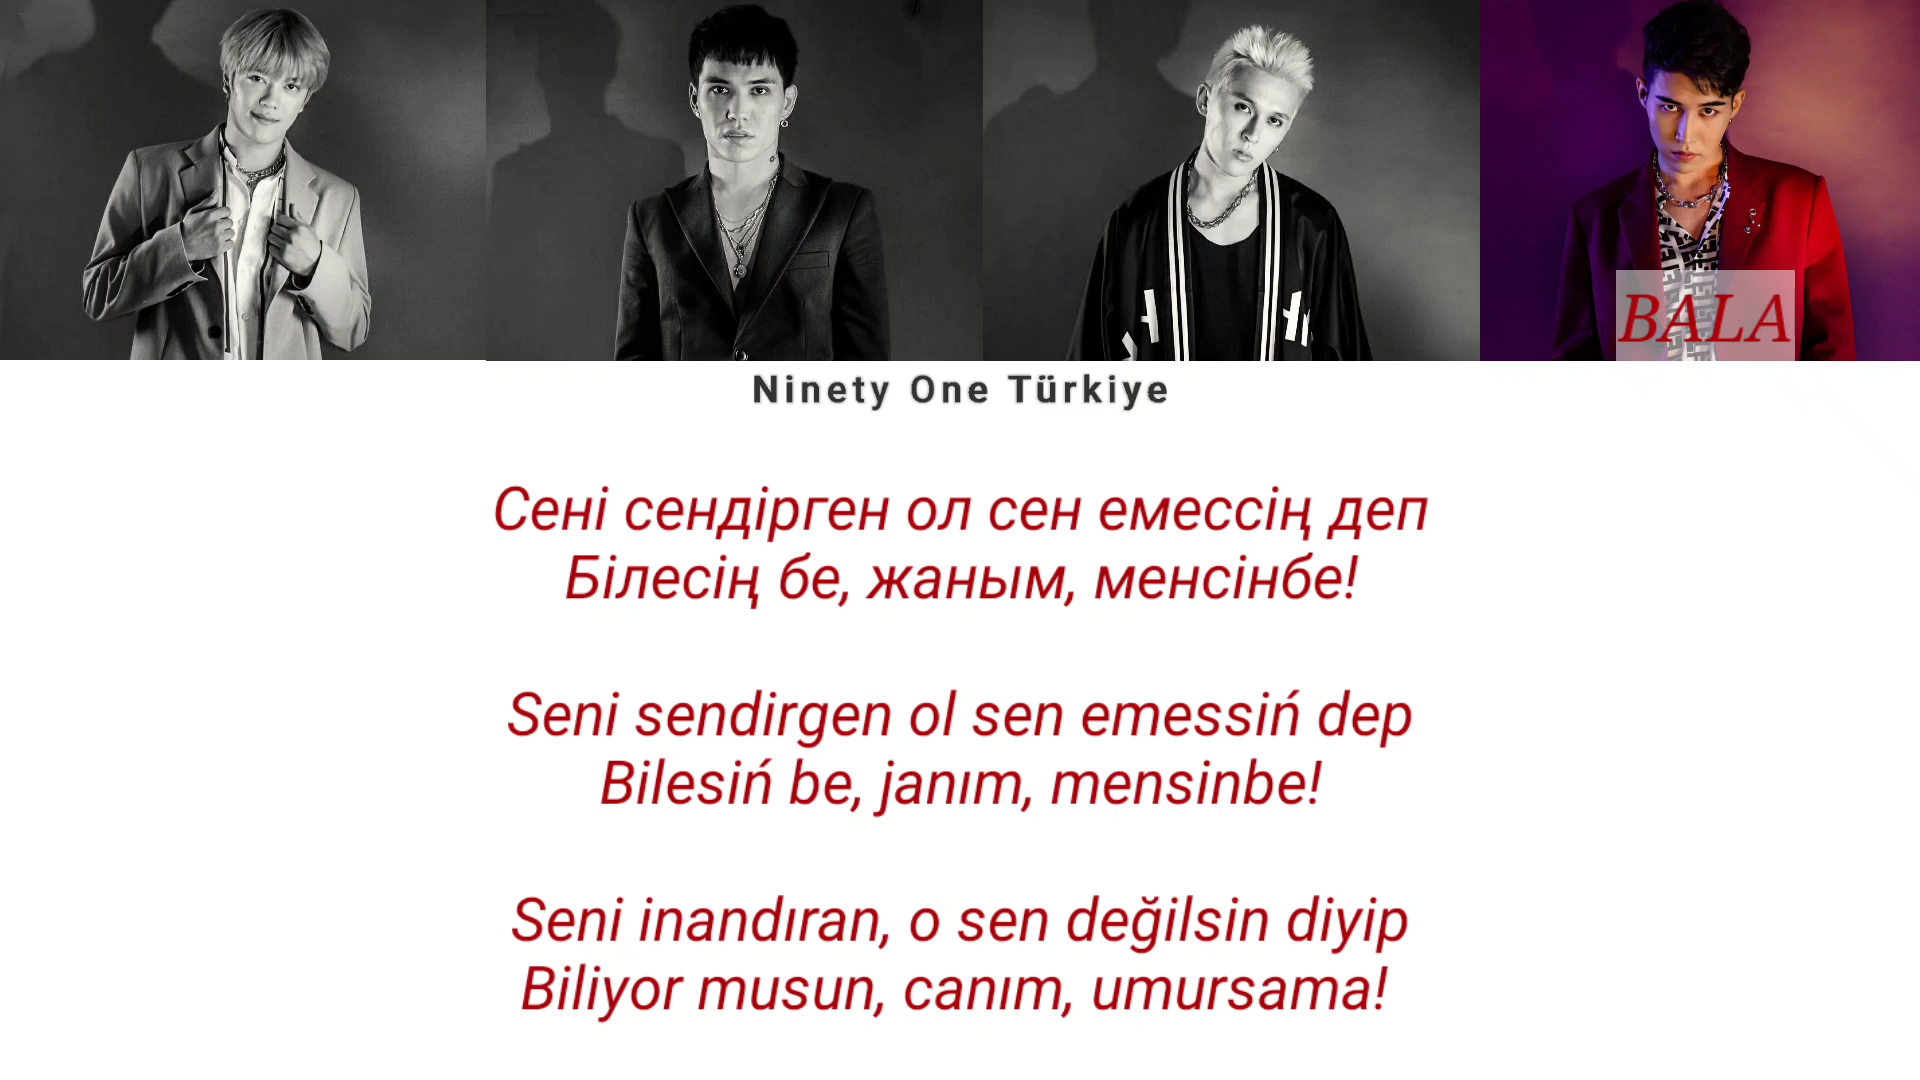 BALA
Ninety One Türkiye
Сені сендірген ол сен емессің деп
Білесің бе, жаным, менсінбе!
Seni sendirgen ol sen emessiń dep
Bilesiń be, janım, mensinbe!
Seni inandıran, o sen değilsin diyip
Biliyor musun, canım, umursama!